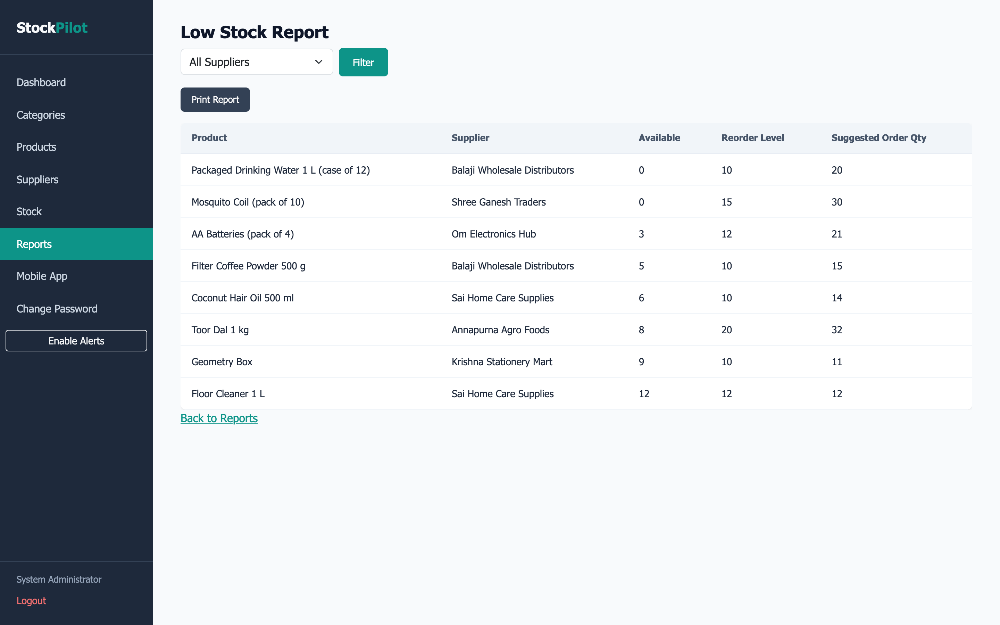 StockPilot
Dashboard
Categories
Products
Suppliers
Stock
Reports
Mobile App
Change Password
Enable Alerts
System Administrator
Logout
Low Stock Report
All Suppliers Filter
Print Report
Product Supplier Available Reorder Level Suggested Order Qty
Packaged Drinking Water 1 L (case of 12) Balaji Wholesale Distributors 0 10 20
Mosquito Coil (pack of 10) Shree Ganesh Traders 0 15 30
AA Batteries (pack of 4) Om Electronics Hub 3 12 21
Filter Coffee Powder 500 g Balaji Wholesale Distributors 5 10 15
Coconut Hair Oil 500 ml Sai Home Care Supplies 6 10 14
Toor Dal 1 kg Annapurna Agro Foods 8 20 32
Geometry Box Krishna Stationery Mart 9 10 11
Floor Cleaner 1 L Sai Home Care Supplies 12 12 12
Back to Reports